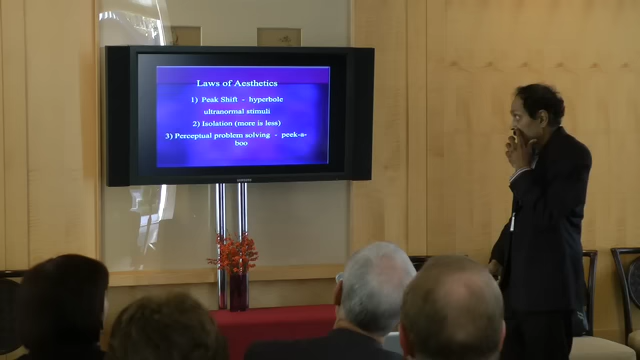 Laws of Aesthetics
1) Peak Shift - hyperbole
ultranormal stimuli
2) Isolation (more is less)
3) Perceptual problem solving - peek-a-
boo
SAMSUNG